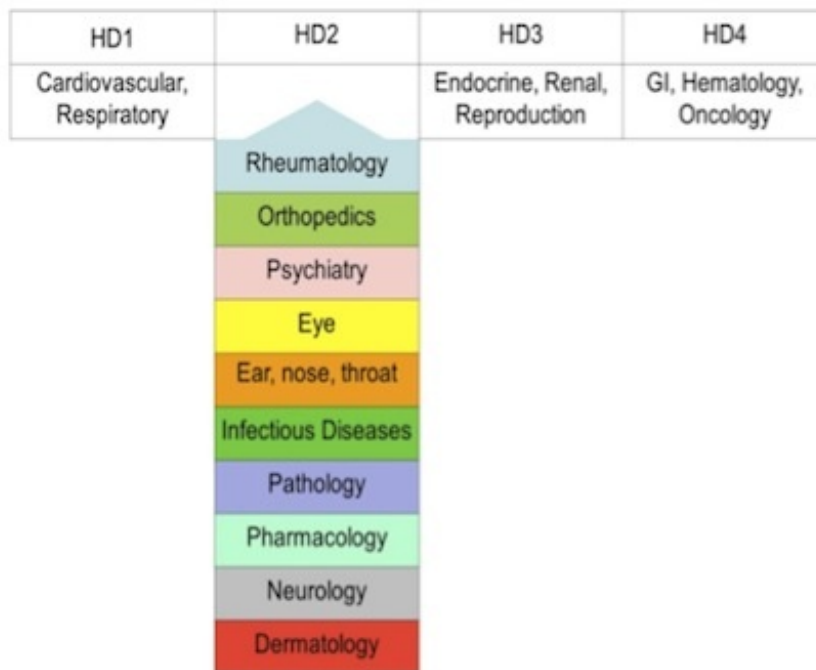 HD1 HD2 HD3 HD4
Cardiovascular, Endocrine, Renal, GI, Hematology,
Respiratory Reproduction Oncology
Rheumatology
Orthopedics
Psychiatry
Eye
Ear, nose, throat
Infectious Diseases
Pathology
Pharmacology
Neurology
Dermatology